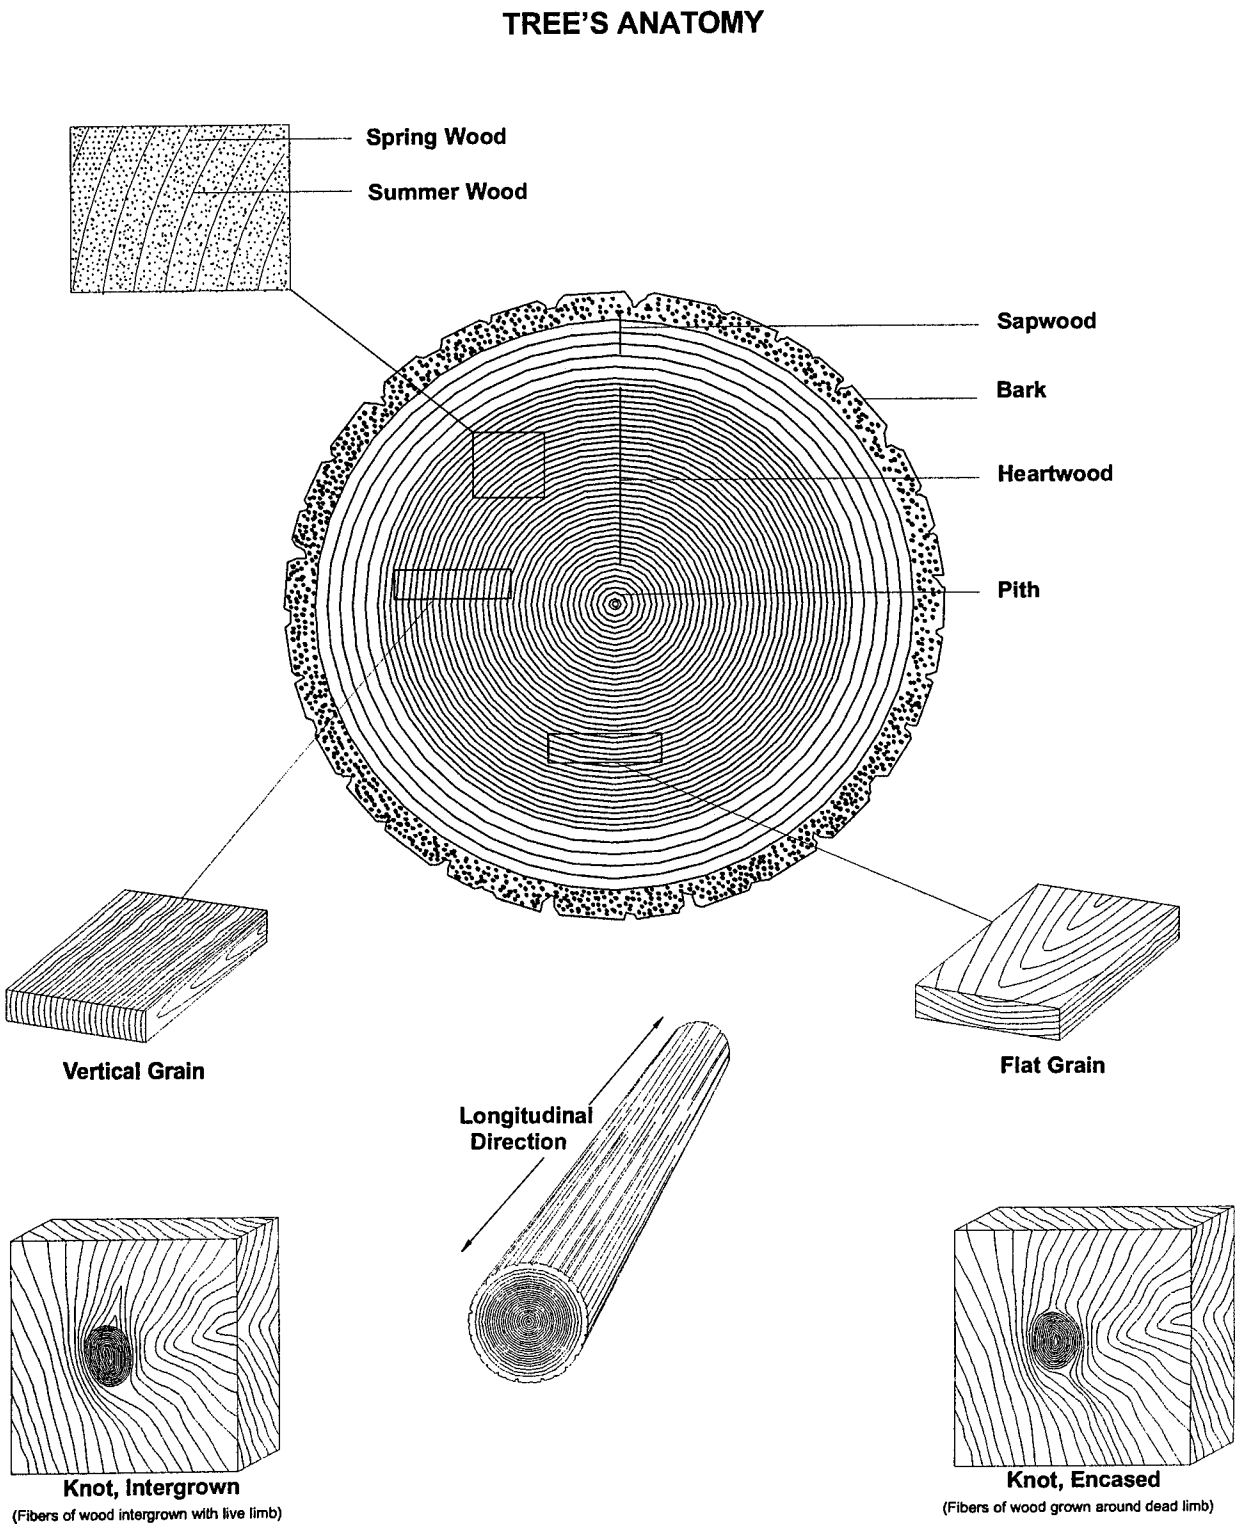 TREE'S ANATOMY
Spring Wood
Summer Wood
Sapwood
Bark
Heartwood
Pith
Vertical Grain
Flat Grain
Longitudinal
Direction
Knot, Intergrown
(Fibers of wood intergrown with live limb)
Knot, Encased
(Fibers of wood grown around dead limb)